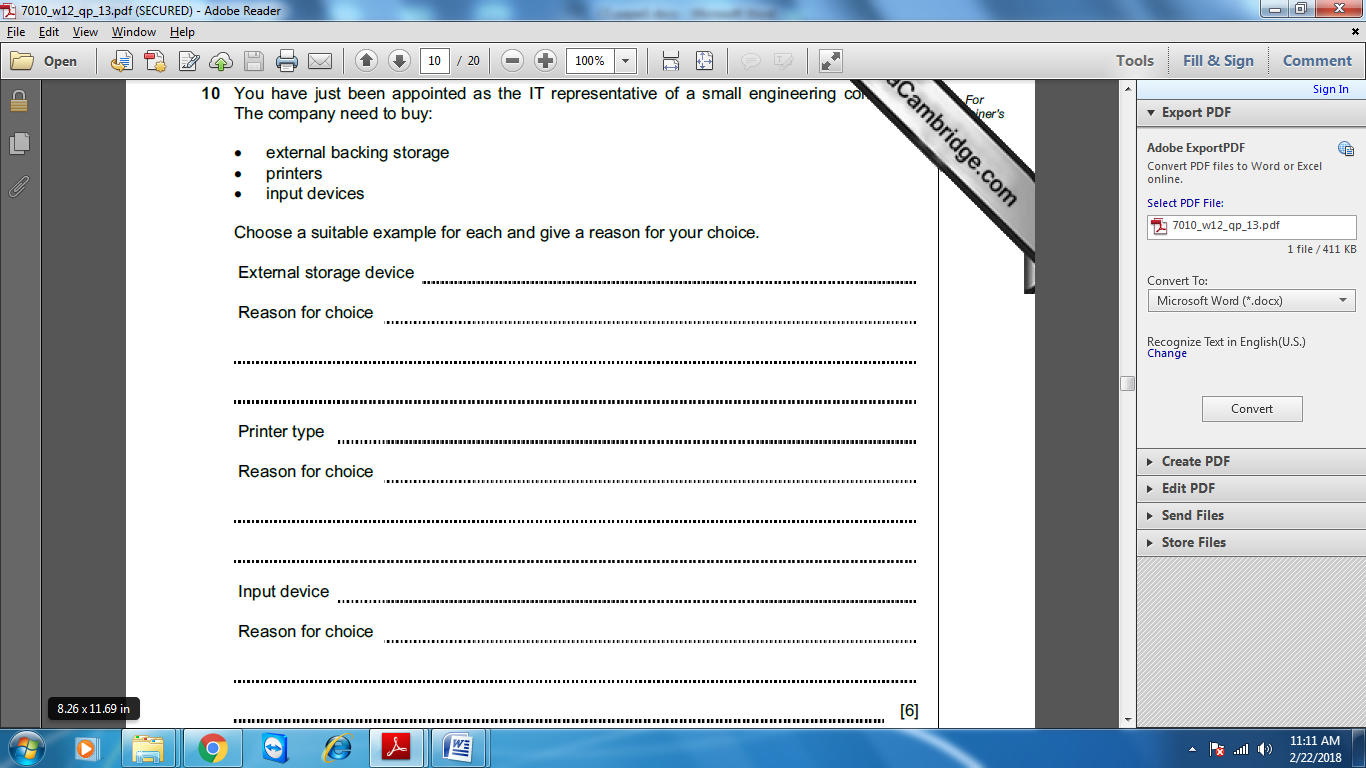 7010_w12_qp_13.pdf (SECURED) - Adobe Reader
File Edit View Window Help
Open 10 / 20 100% Tools Fill & Sign Comment
10 You have just been appointed as the IT representative of a small engineering
The company need to buy:
• external backing storage
• printers
• input devices
Choose a suitable example for each and give a reason for your choice.
External storage device
Reason for choice
Printer type
Reason for choice
Input device
Reason for choice
[6]
For
aCambridge.com
8.26 x 11.69 in
Sign In
Export PDF
Adobe ExportPDF
Convert PDF files to Word or Excel
online.
Select PDF File:
7010_w12_qp_13.pdf
1 file / 411 KB
Convert To:
Microsoft Word (*.docx)
Recognize Text in English(U.S.)
Change
Convert
Create PDF
Edit PDF
Send Files
Store Files
11:11 AM
2/22/2018